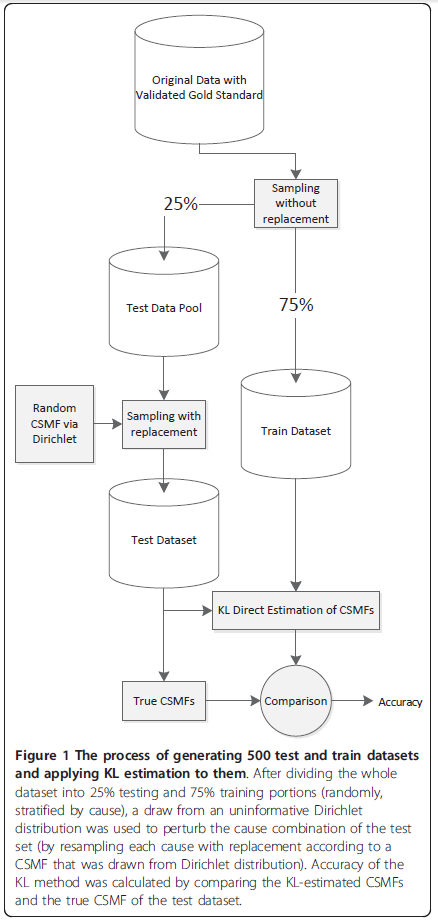 Original Data with
Validated Gold Standard
Sampling
without
replacement
25%
75%
Test Data Pool
Random
CSMF via
Dirichlet
Sampling with
replacement
Train Dataset
Test Dataset
KL Direct Estimation of CSMFs
True CSMFs
Comparison
Accuracy
Figure 1 The process of generating 500 test and train datasets
and applying KL estimation to them. After dividing the whole
dataset into 25% testing and 75% training portions (randomly,
stratified by cause), a draw from an uninformative Dirichlet
distribution was used to perturb the cause combination of the test
set (by resampling each cause with replacement according to a
CSMF that was drawn from Dirichlet distribution). Accuracy of the
KL method was calculated by comparing the KL-estimated CSMFs
and the true CSMF of the test dataset.